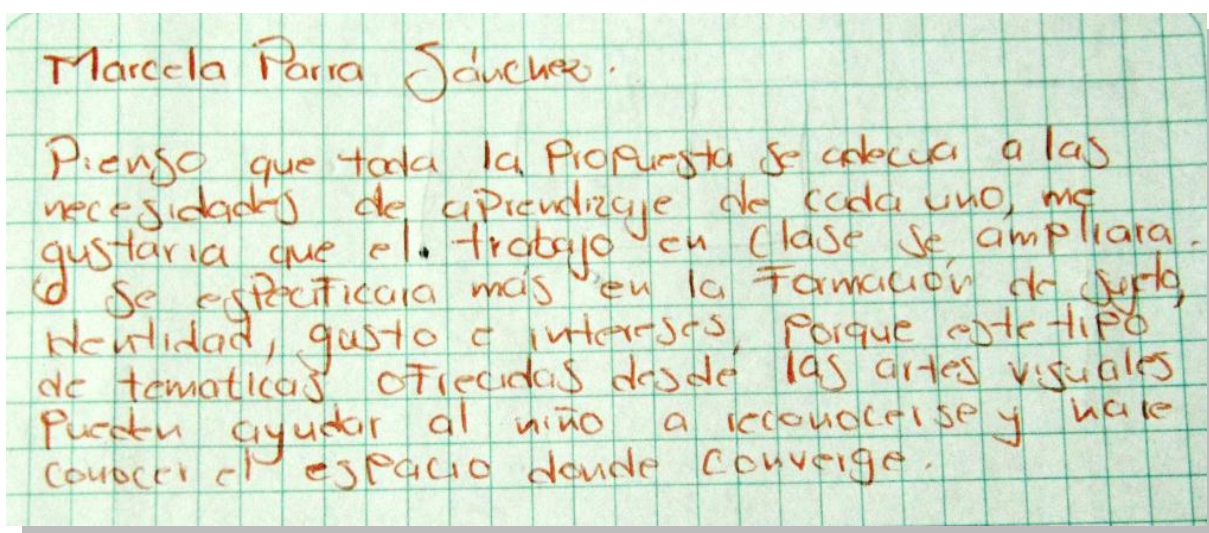 Marcela Parra Sánchez.
Pienso que toda la Propuesta se adecua a las
necesidades de aprendizaje de cada uno, me
gustaria que el. trabajo en clase se ampliara.
o se especificara más en la Formación de sujeto,
identidad, gusto e intereses, Porque este tipo
de tematicas ofrecidas desde las artes visuales
Pueden ayudar al niño a reconocerse y hace
conocer el espacio donde converge.